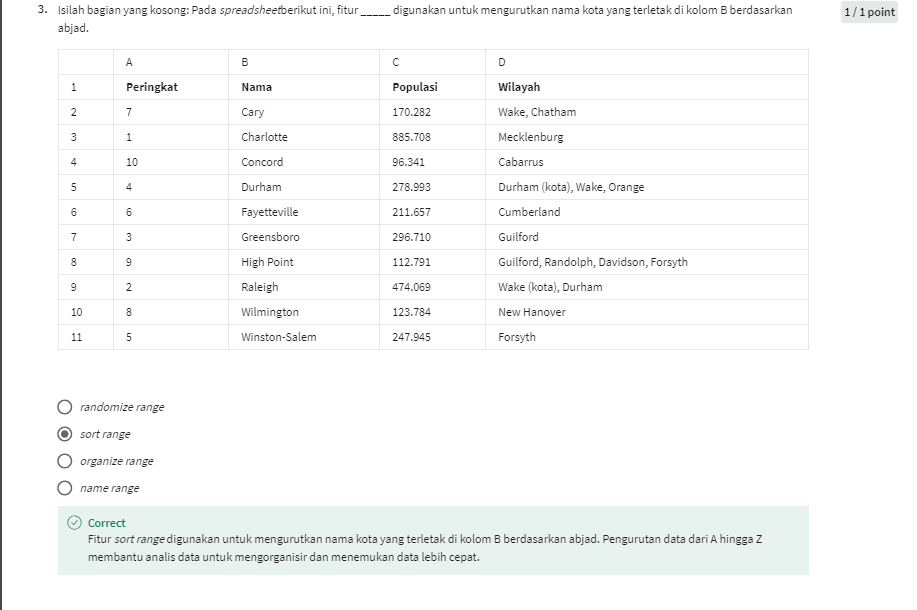 3. Isilah bagian yang kosong: Pada spreadsheetberikut ini, fitur _____ digunakan untuk mengurutkan nama kota yang terletak di kolom B berdasarkan
abjad.
1 / 1 point
A B C D
1 Peringkat Nama Populasi Wilayah
2 7 Cary 170.282 Wake, Chatham
3 1 Charlotte 885.708 Mecklenburg
4 10 Concord 96.341 Cabarrus
5 4 Durham 278.993 Durham (kota), Wake, Orange
6 6 Fayetteville 211.657 Cumberland
7 3 Greensboro 296.710 Guilford
8 9 High Point 112.791 Guilford, Randolph, Davidson, Forsyth
9 2 Raleigh 474.069 Wake (kota), Durham
10 8 Wilmington 123.784 New Hanover
11 5 Winston-Salem 247.945 Forsyth
randomize range
sort range
organize range
name range
Correct
Fitur sort range digunakan untuk mengurutkan nama kota yang terletak di kolom B berdasarkan abjad. Pengurutan data dari A hingga Z
membantu analis data untuk mengorganisir dan menemukan data lebih cepat.